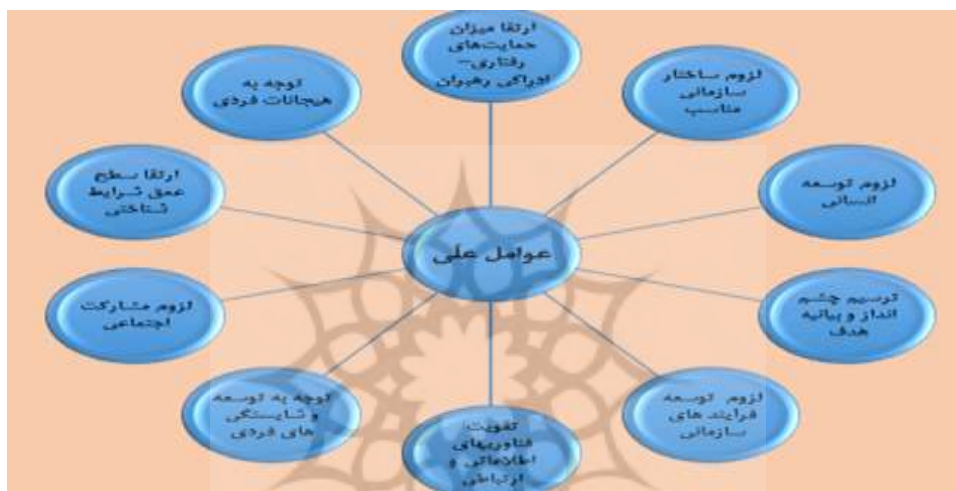 ارتقا میزان
حمایت‌های
رفتاری–
ادراکی رهبران
لزوم ساختار
سازمانی
مناسب
لزوم توسعه
انسانی
ترسیم چشم
انداز و بیانیه
هدف
لزوم توسعه
فرایند های
سازمانی
تقویت
فناوریهای
اطلاعاتی و
ارتباطی
توجه به توسعه
و شایستگی
های فردی
لزوم مشارکت
اجتماعی
ارتقا سطح
عمق شرایط
شناختی
توجه به
هیجانات فردی
عوامل علّی